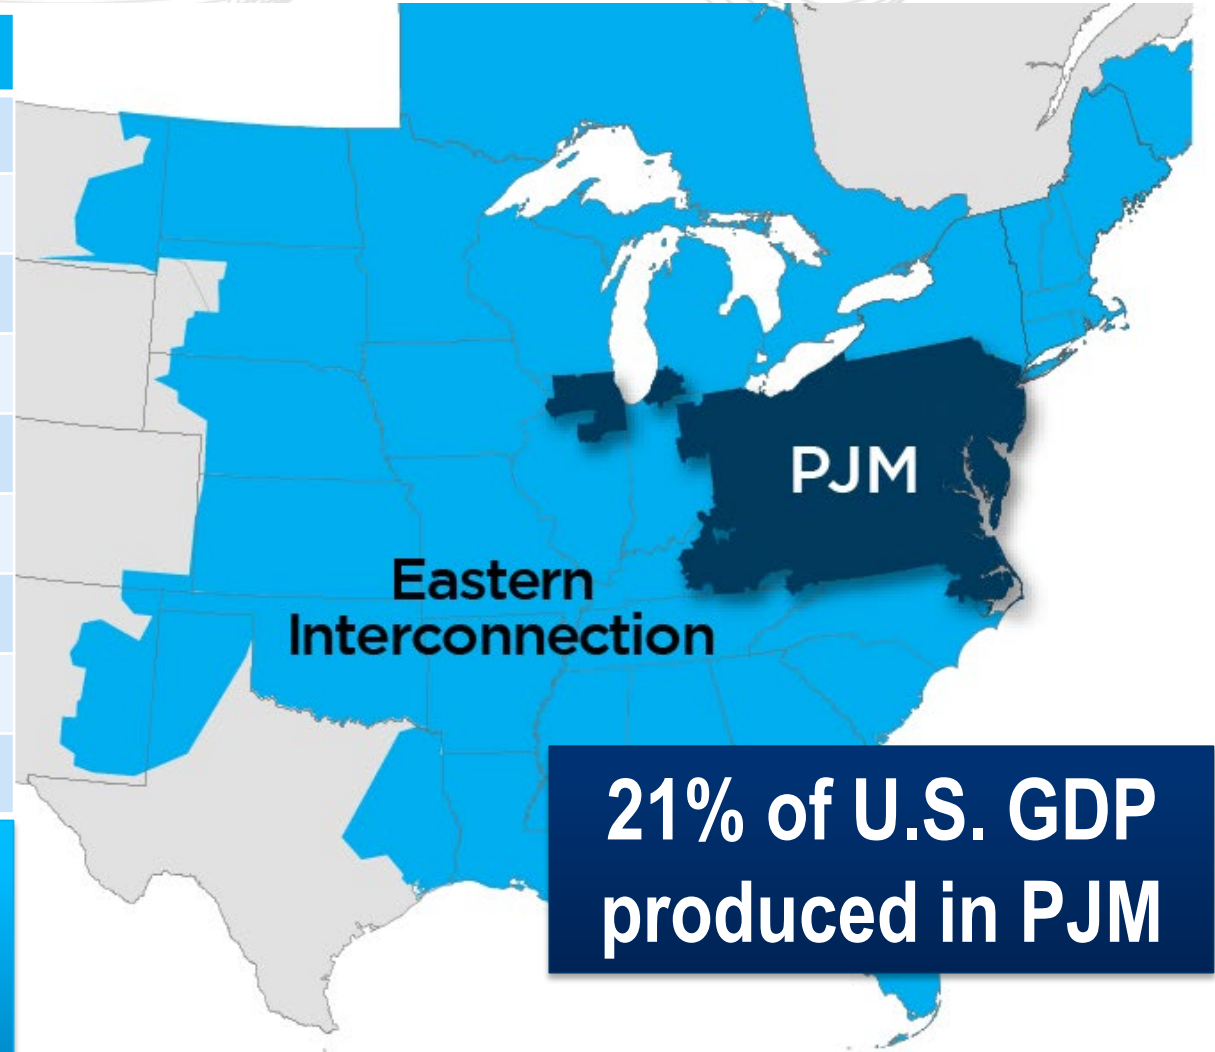 PJM
Eastern
Interconnection
21% of U.S. GDP
produced in PJM